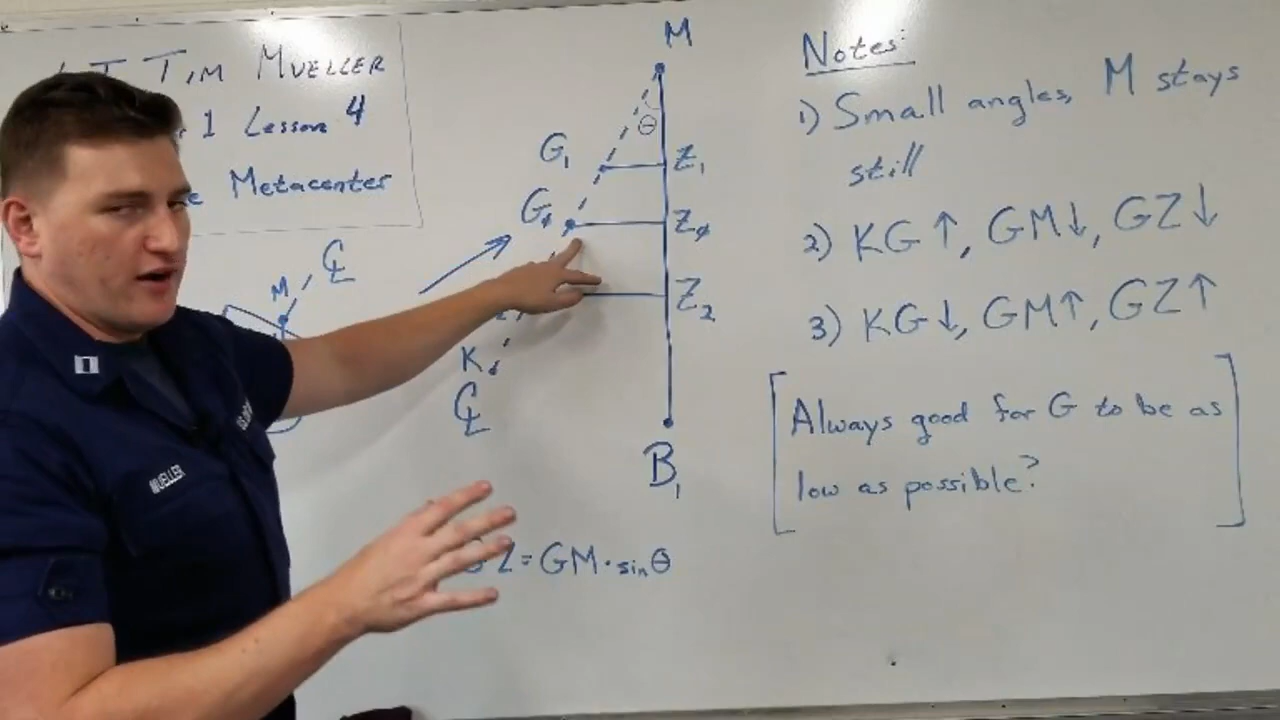 LT TIM MUELLER
1 Lesson 4
Metacenter
M
℄
M
θ
G₁ Z₁
G₀ Z₀
Z₂
K
℄
B₁
GZ = GM · sin θ
Notes:
1) Small angles, M stays
still
2) KG ↑, GM ↓, GZ ↓
3) KG ↓, GM ↑, GZ ↑
Always good for G to be as
low as possible?
MUELLER